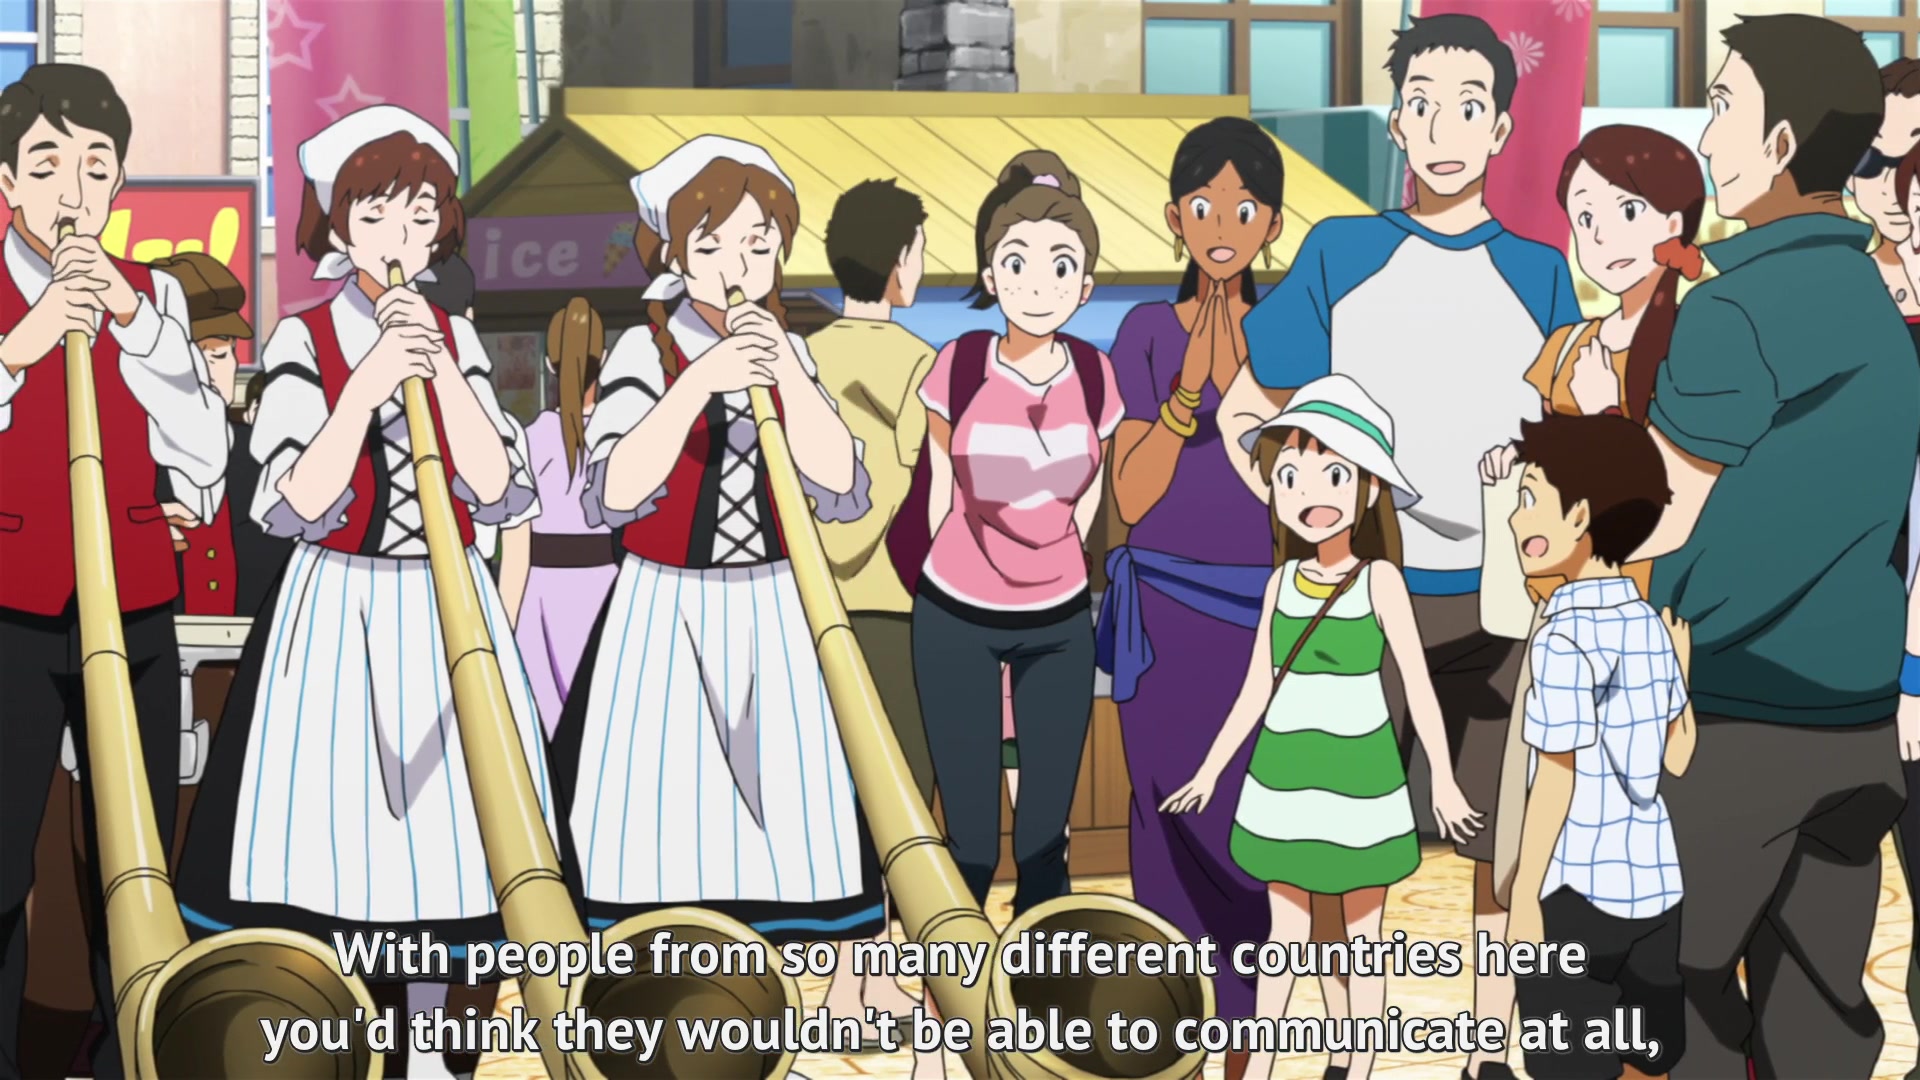 ice
With people from so many different countries here
you'd think they wouldn't be able to communicate at all,